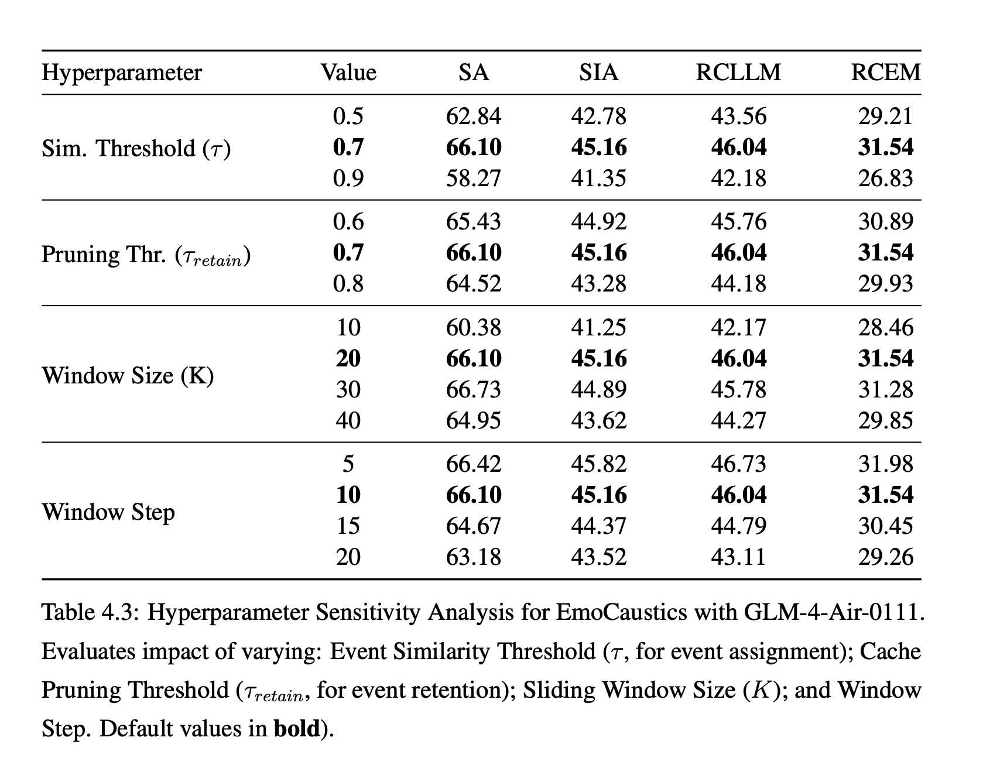 Hyperparameter Value SA SIA RCLLM RCEM
0.5 62.84 42.78 43.56 29.21
Sim. Threshold (τ) 0.7 66.10 45.16 46.04 31.54
0.9 58.27 41.35 42.18 26.83
0.6 65.43 44.92 45.76 30.89
Pruning Thr. (τretain) 0.7 66.10 45.16 46.04 31.54
0.8 64.52 43.28 44.18 29.93
10 60.38 41.25 42.17 28.46
20 66.10 45.16 46.04 31.54
Window Size (K)
30 66.73 44.89 45.78 31.28
40 64.95 43.62 44.27 29.85
5 66.42 45.82 46.73 31.98
10 66.10 45.16 46.04 31.54
Window Step
15 64.67 44.37 44.79 30.45
20 63.18 43.52 43.11 29.26
Table 4.3: Hyperparameter Sensitivity Analysis for EmoCaustics with GLM-4-Air-0111.
Evaluates impact of varying: Event Similarity Threshold (τ, for event assignment); Cache
Pruning Threshold (τretain, for event retention); Sliding Window Size (K); and Window
Step. Default values in bold).